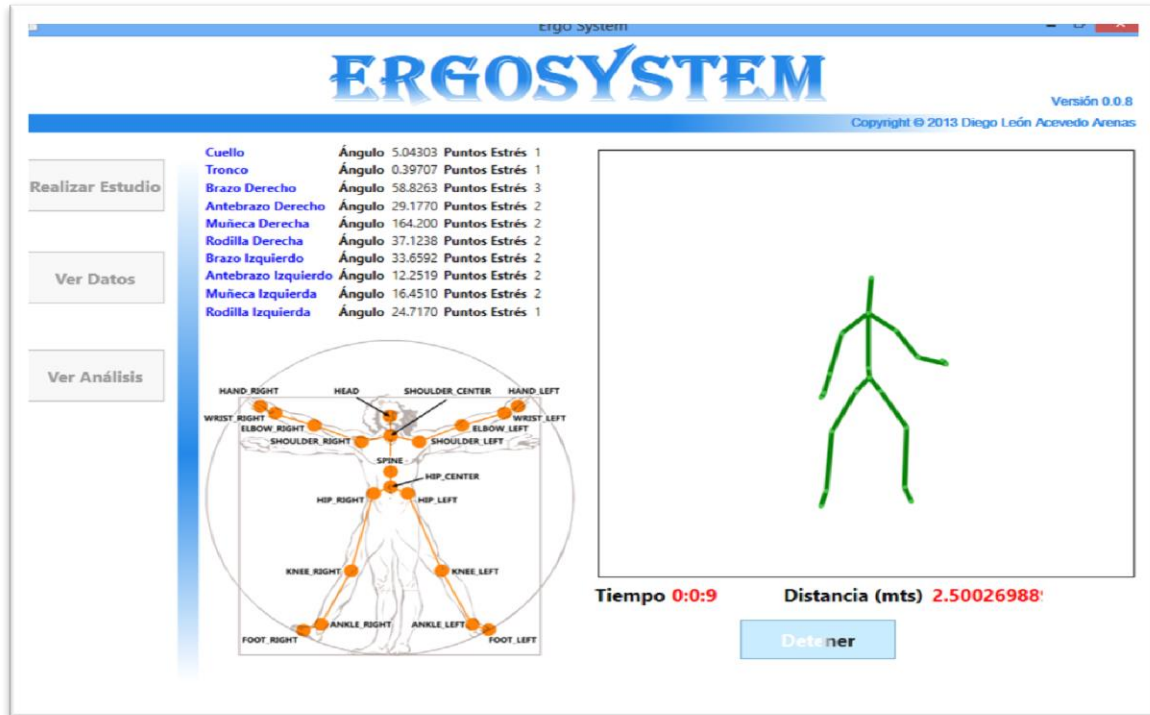 Ergo System
ERGOSYSTEM
Versión 0.0.8
Copyright © 2013 Diego León Acevedo Arenas
Realizar Estudio
Ver Datos
Ver Análisis
Cuello Ángulo 5.04303 Puntos Estrés 1
Tronco Ángulo 0.39707 Puntos Estrés 1
Brazo Derecho Ángulo 58.8263 Puntos Estrés 3
Antebrazo Derecho Ángulo 29.1770 Puntos Estrés 2
Muñeca Derecha Ángulo 164.200 Puntos Estrés 2
Rodilla Derecha Ángulo 37.1238 Puntos Estrés 2
Brazo Izquierdo Ángulo 33.6592 Puntos Estrés 2
Antebrazo Izquierdo Ángulo 12.2519 Puntos Estrés 2
Muñeca Izquierda Ángulo 16.4510 Puntos Estrés 2
Rodilla Izquierda Ángulo 24.7170 Puntos Estrés 1
HAND_RIGHT HEAD SHOULDER_CENTER HAND_LEFT
WRIST_RIGHT WRIST_LEFT
ELBOW_RIGHT ELBOW_LEFT
SHOULDER_RIGHT SHOULDER_LEFT
SPINE
HIP_CENTER
HIP_RIGHT HIP_LEFT
KNEE_RIGHT KNEE_LEFT
ANKLE_RIGHT ANKLE_LEFT
FOOT_RIGHT FOOT_LEFT
Tiempo 0:0:9 Distancia (mts) 2.50026988
Detener